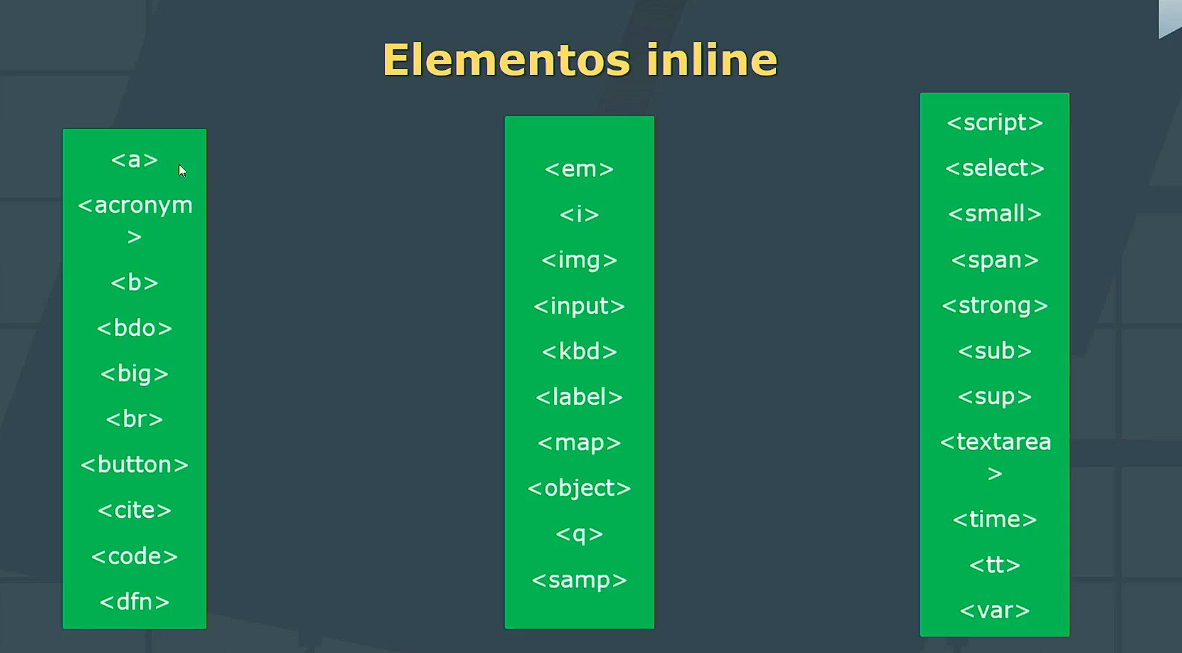 Elementos inline
<a>
<acronym
>
<b>
<bdo>
<big>
<br>
<button>
<cite>
<code>
<dfn>
<em>
<i>
<img>
<input>
<kbd>
<label>
<map>
<object>
<q>
<samp>
<script>
<select>
<small>
<span>
<strong>
<sub>
<sup>
<textarea
>
<time>
<tt>
<var>